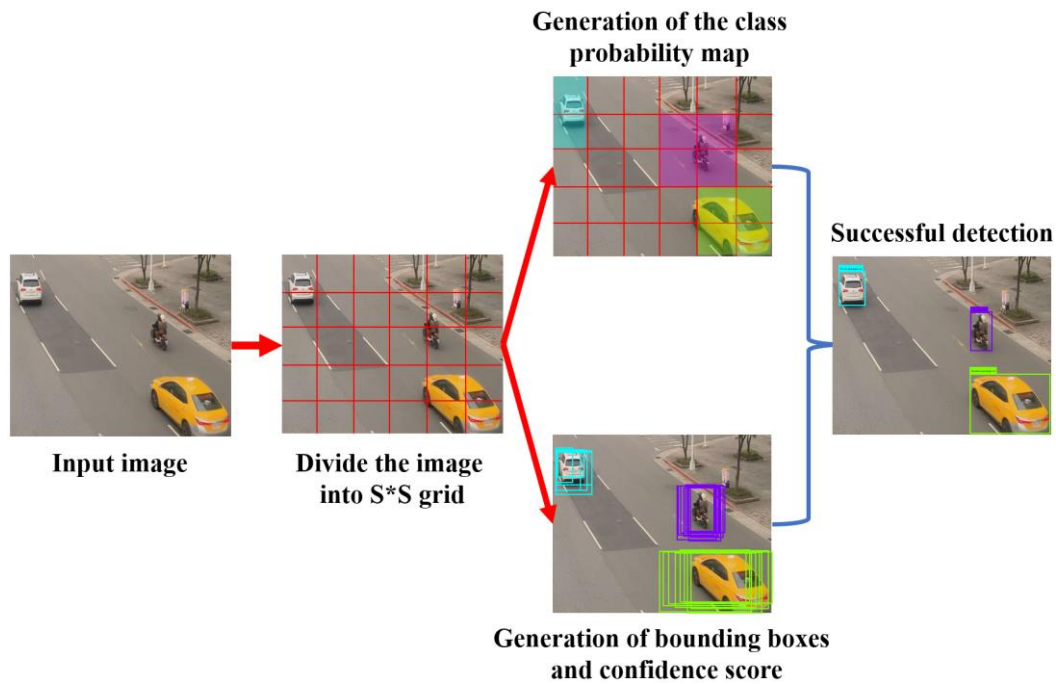 Generation of the class
probability map
Successful detection
Input image
Divide the image
into S*S grid
Generation of bounding boxes
and confidence score